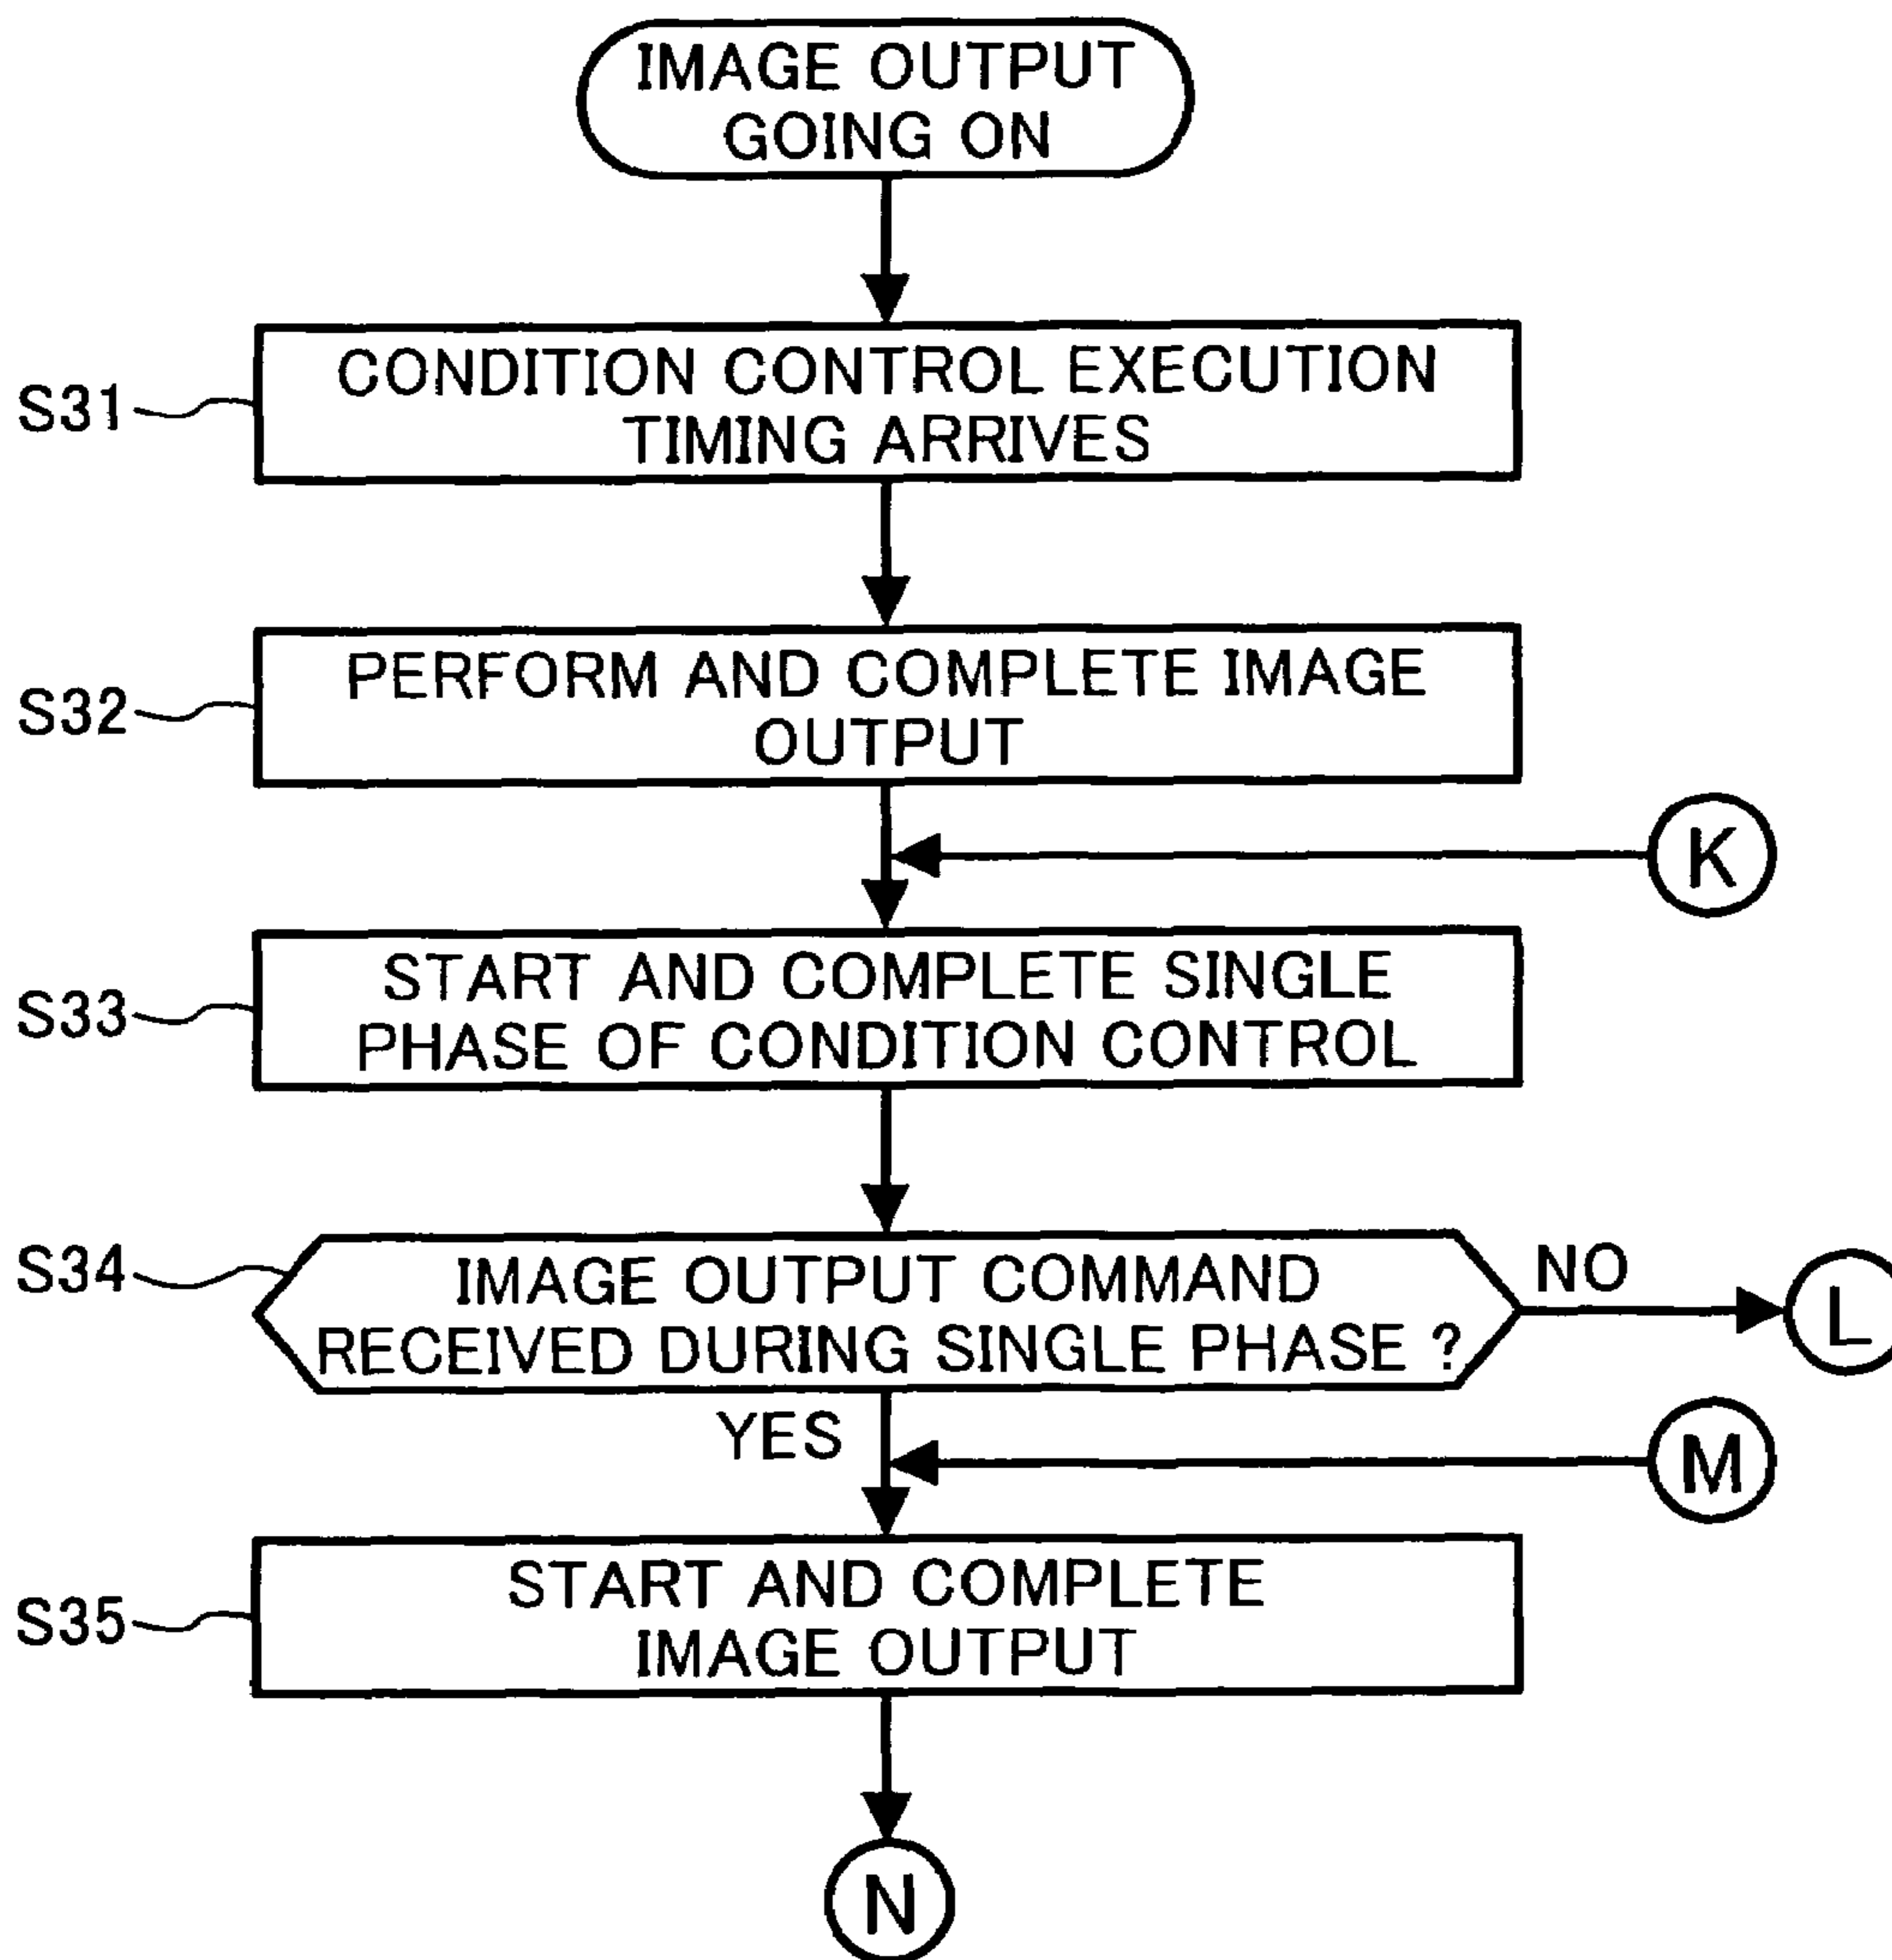 IMAGE OUTPUT
GOING ON
S31
CONDITION CONTROL EXECUTION
TIMING ARRIVES
S32
PERFORM AND COMPLETE IMAGE
OUTPUT
K
S33
START AND COMPLETE SINGLE
PHASE OF CONDITION CONTROL
S34
IMAGE OUTPUT COMMAND
RECEIVED DURING SINGLE PHASE ?
NO
L
YES
M
S35
START AND COMPLETE
IMAGE OUTPUT
N